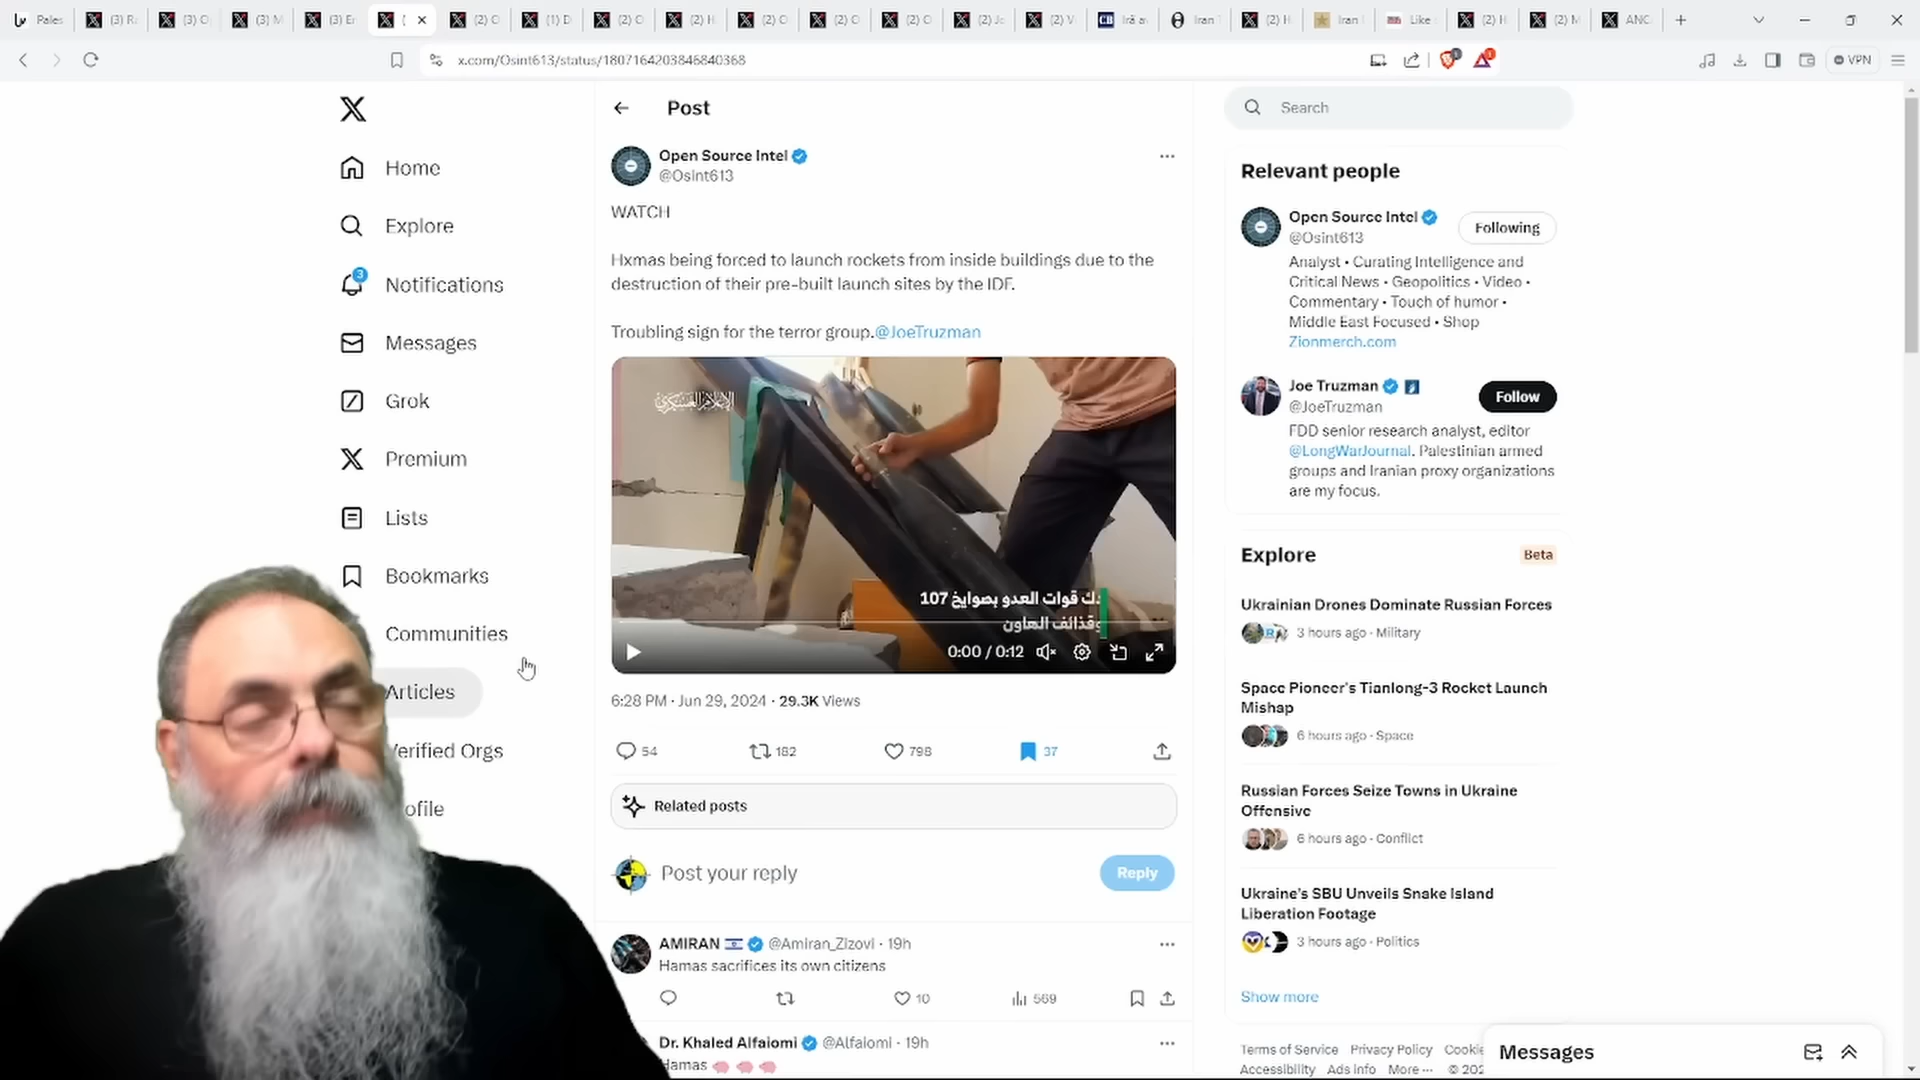 Pales
(3) O
(2) O
(1) D
(2) O
(2) H
(2) O
(2) O
(2) O
(2) Jo
(2) V
Irã a
Iran T
(2) H
Iran I
Like
(2) H
(2) M
ANC
x.com/Osint613/status/1807164203846840368
VPN
Home
Explore
3
Notifications
Messages
Grok
Premium
Lists
Bookmarks
Communities
Articles
Verified Orgs
ofile
Post
Open Source Intel
@Osint613
WATCH
Hxmas being forced to launch rockets from inside buildings due to the
destruction of their pre-built launch sites by the IDF.
Troubling sign for the terror group.@JoeTruzman
الإعلام العسكري
دك قوات العدو بصواريخ 107
وقذائف الهاون
0:00 / 0:12
6:28 PM · Jun 29, 2024 · 29.3K Views
54
182
798
37
Related posts
Post your reply
Reply
AMIRAN @Amiran_Zizovi · 19h
Hamas sacrifices its own citizens
10
569
Dr. Khaled Alfaiomi @Alfaiomi · 19h
Hamas
Search
Relevant people
Open Source Intel
@Osint613
Following
Analyst • Curating Intelligence and
Critical News • Geopolitics • Video •
Commentary • Touch of humor •
Middle East Focused • Shop
Zionmerch.com
Joe Truzman
@JoeTruzman
Follow
FDD senior research analyst, editor
@LongWarJournal. Palestinian armed
groups and Iranian proxy organizations
are my focus.
Explore
Beta
Ukrainian Drones Dominate Russian Forces
3 hours ago · Military
Space Pioneer's Tianlong-3 Rocket Launch
Mishap
6 hours ago · Space
Russian Forces Seize Towns in Ukraine
Offensive
6 hours ago · Conflict
Ukraine's SBU Unveils Snake Island
Liberation Footage
3 hours ago · Politics
Show more
Terms of Service Privacy Policy Cookie
Accessibility Ads info More ··· © 202
Messages